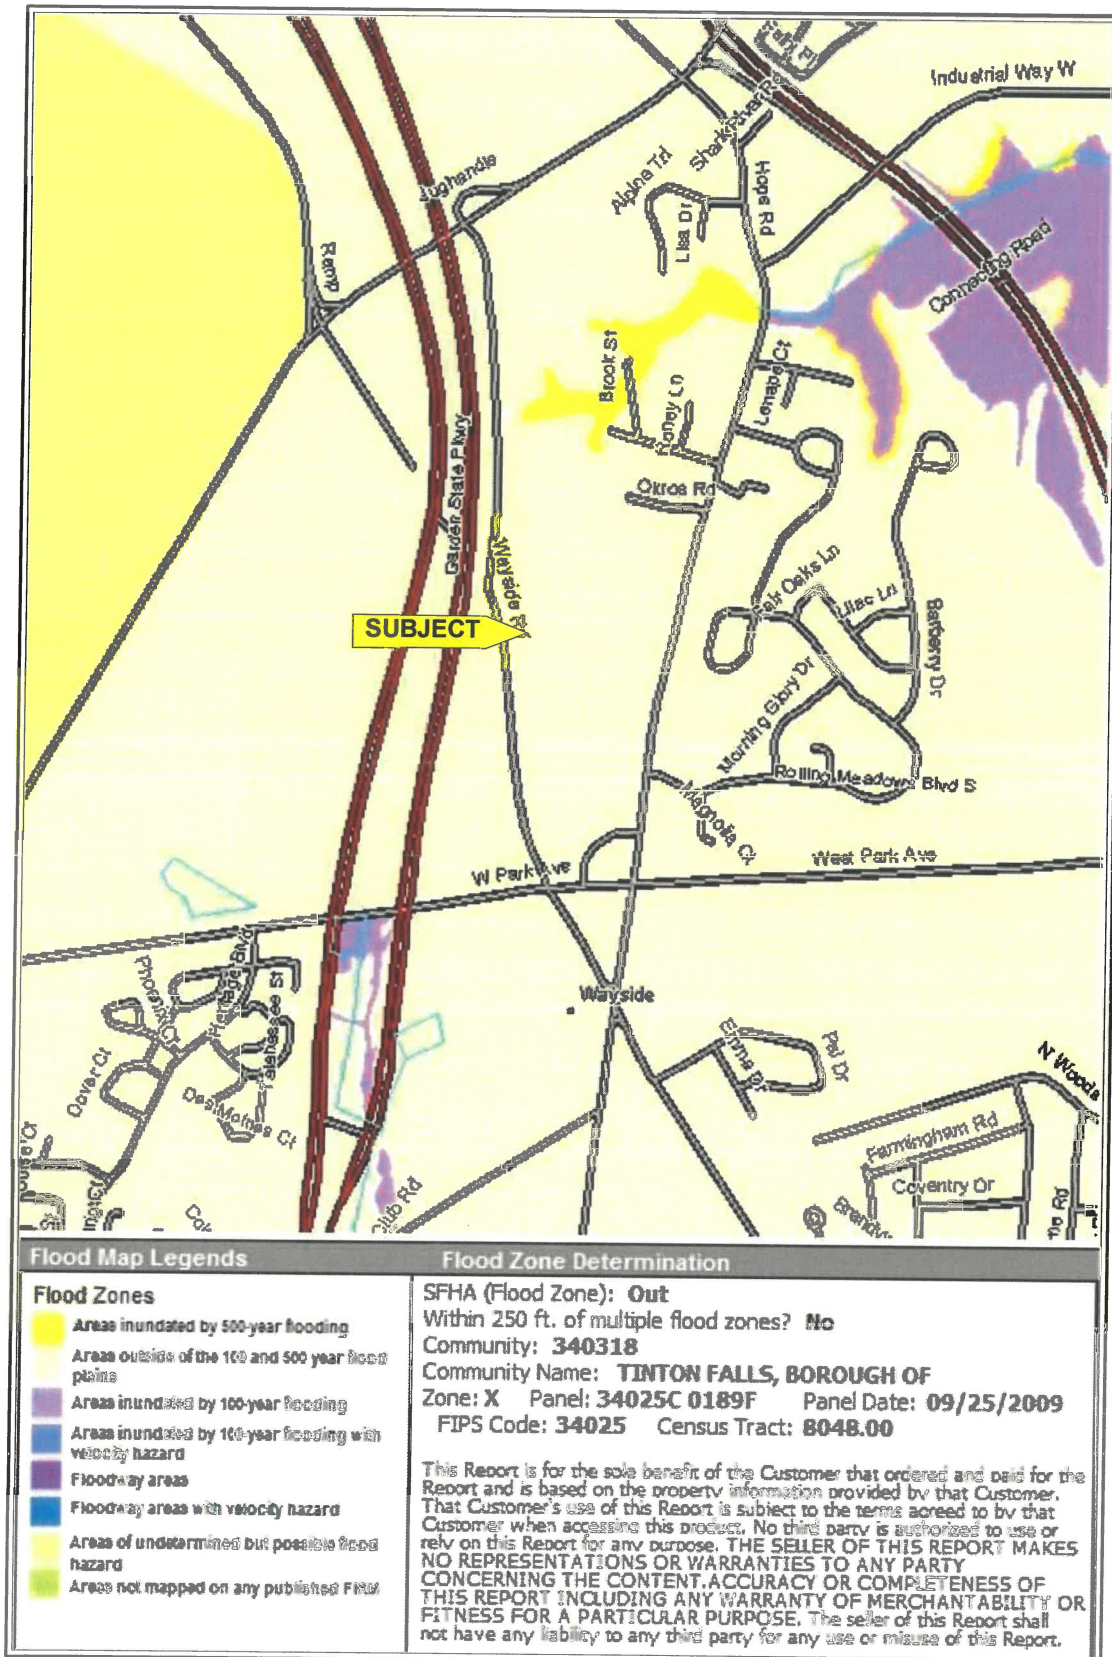 Industrial Way W
Jughandle
Shark River Rd
Alpine Trl
Lisa Dr
Hope Rd
Ramp
Connecting Road
Brook St
Honey Ln
Lenape Ct
Garden State Pkwy
Okros Rd
Wayside Rd
Fair Oaks Ln
Lilac Ln
SUBJECT
Barberry Dr
Morning Glory Dr
Rolling Meadows Blvd S
Magnolia Ct
W Park Ave
West Park Ave
Heritage Blvd
Talahassee St
Wayside
Dover Ct
Des Moines Ct
Emma Dr
Pal Dr
N Woods
Farmingham Rd
Coventry Dr
Club Rd
Flood Map Legends
Flood Zone Determination
Flood Zones
Areas inundated by 500-year flooding
Areas outside of the 100 and 500 year flood
plains
Areas inundated by 100-year flooding
Areas inundated by 100-year flooding with
velocity hazard
Floodway areas
Floodway areas with velocity hazard
Areas of undetermined but possible flood
hazard
Areas not mapped on any published FIRM
SFHA (Flood Zone): Out
Within 250 ft. of multiple flood zones? No
Community: 340318
Community Name: TINTON FALLS, BOROUGH OF
Zone: X Panel: 34025C 0189F Panel Date: 09/25/2009
FIPS Code: 34025 Census Tract: 8048.00
This Report is for the sole benefit of the Customer that ordered and paid for the
Report and is based on the property information provided by that Customer.
That Customer's use of this Report is subject to the terms agreed to by that
Customer when accessing this product. No third party is authorized to use or
rely on this Report for any purpose. THE SELLER OF THIS REPORT MAKES
NO REPRESENTATIONS OR WARRANTIES TO ANY PARTY
CONCERNING THE CONTENT, ACCURACY OR COMPLETENESS OF
THIS REPORT INCLUDING ANY WARRANTY OF MERCHANTABILITY OR
FITNESS FOR A PARTICULAR PURPOSE. The seller of this Report shall
not have any liability to any third party for any use or misuse of this Report.